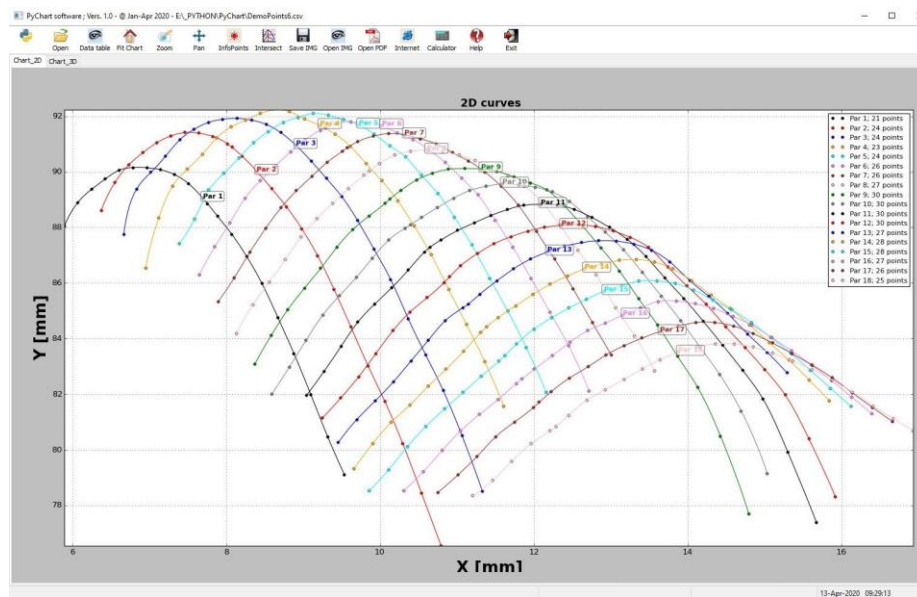 PyChart software ; Vers. 1.0 - @ Jan-Apr 2020 - E:\_PYTHON\PyChart\DemoPoints6.csv
Open Data table Fit Chart Zoom Pan InfoPoints Intersect Save IMG Open IMG Open PDF Internet Calculator Help Exit
Chart_2D Chart_3D
2D curves
92
90
88
86
84
82
80
78
Y [mm]
6 8 10 12 14 16
X [mm]
Par 1
Par 2
Par 3
Par 4
Par 5
Par 6
Par 7
Par 9
Par 10
Par 11
Par 12
Par 13
Par 14
Par 15
Par 16
Par 17
Par 18
Par 1; 21 points
Par 2; 24 points
Par 3; 24 points
Par 4; 23 points
Par 5; 24 points
Par 6; 26 points
Par 7; 26 points
Par 8; 27 points
Par 9; 30 points
Par 10; 30 points
Par 11; 30 points
Par 12; 30 points
Par 13; 27 points
Par 14; 28 points
Par 15; 28 points
Par 16; 27 points
Par 17; 26 points
Par 18; 25 points
13-Apr-2020 09:29:13